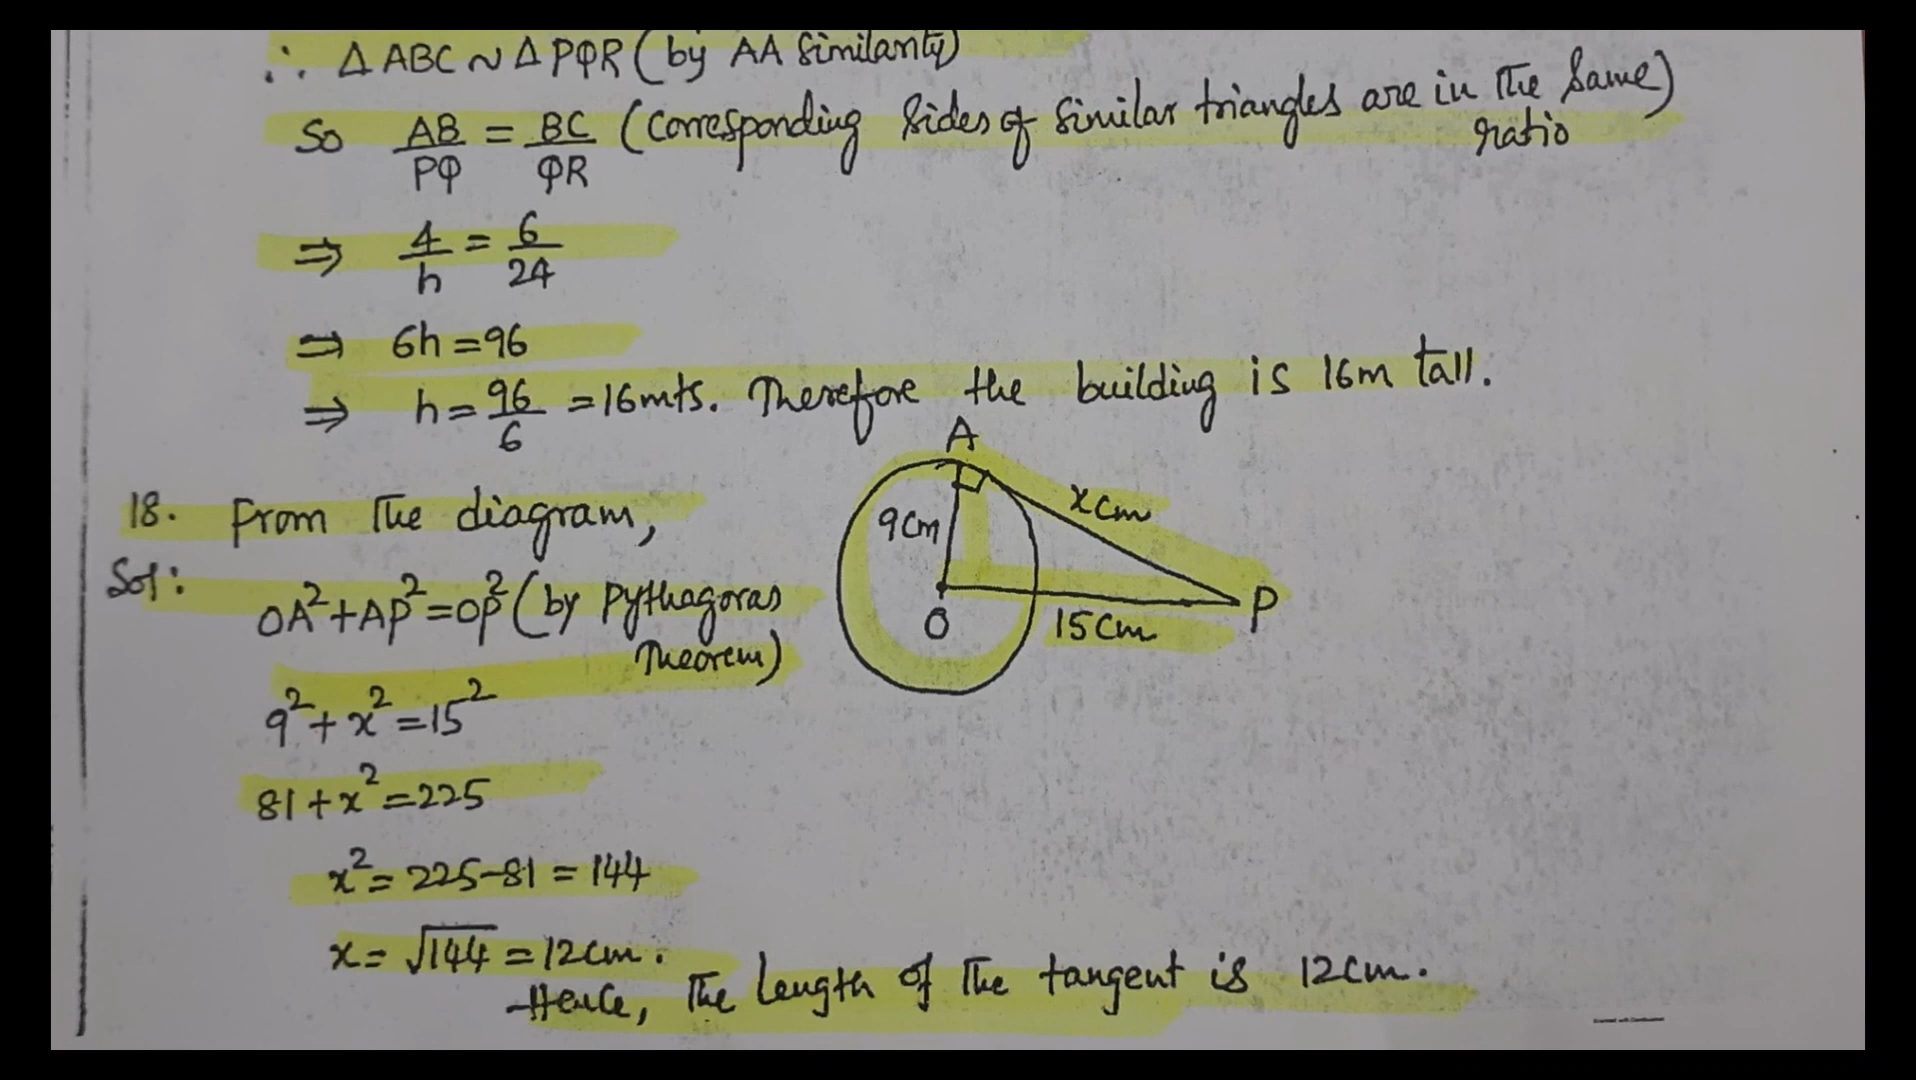 ∴ Δ ABC ~ Δ PQR (by AA Similarity)
So AB/PQ = BC/QR (Corresponding Sides of Similar triangles are in the Same ratio)
⇒ 4/h = 6/24
⇒ 6h = 96
⇒ h = 96/6 = 16mts. Therefore the building is 16m tall.
A
18. From the diagram,
9cm
xcm
Sol:
OA²+AP²=OP² (by Pythagoras Theorem)
O
15cm
P
9²+x²=15²
81+x²=225
x²= 225-81 = 144
x= √144 = 12cm.
Hence, The length of The tangent is 12cm.